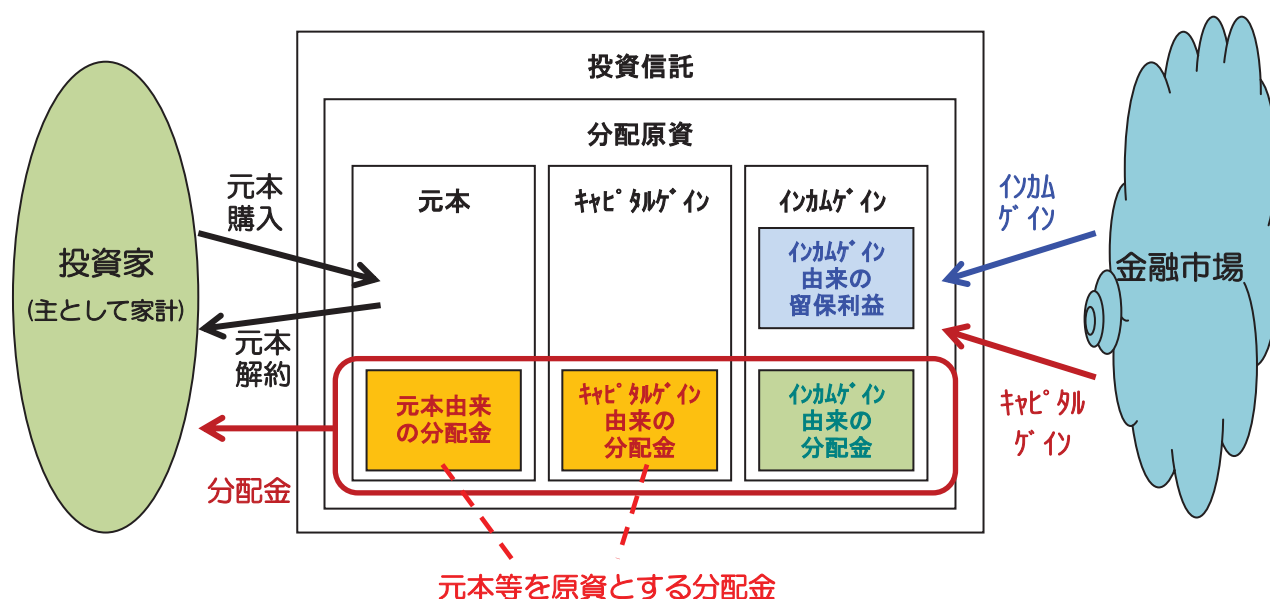 投資信託
分配原資
元本
キャピタルゲイン
インカムゲイン
インカムゲイン
由来の
留保利益
元本由来
の分配金
キャピタルゲイン
由来の
分配金
インカムゲイン
由来の
分配金
投資家
(主として家計)
元本
購入
元本
解約
分配金
インカム
ゲイン
金融市場
キャピタル
ゲイン
元本等を原資とする分配金